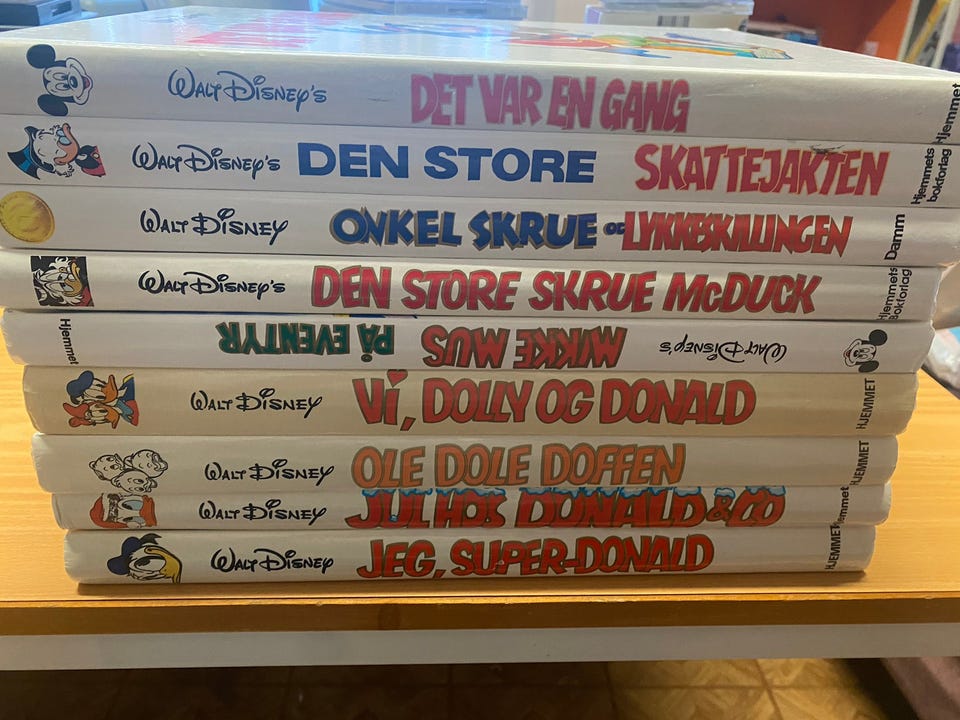 WALT DISNEY'S DET VAR EN GANG Hjemmet
WALT DISNEY'S DEN STORE SKATTEJAKTEN Hjemmets bokforlag
WALT DISNEY ONKEL SKRUE OG LYKKESKILLINGEN Damm
WALT DISNEY'S DEN STORE SKRUE McDUCK Hjemmets Bokforlag
WALT DISNEY'S MIKKE MUS PÅ EVENTYR Hjemmet
WALT DISNEY VI, DOLLY OG DONALD HJEMMET
WALT DISNEY OLE DOLE DOFFEN HJEMMET
WALT DISNEY JUL HOS DONALD & CO Hjemmet
WALT DISNEY JEG, SUPER-DONALD HJEMMET